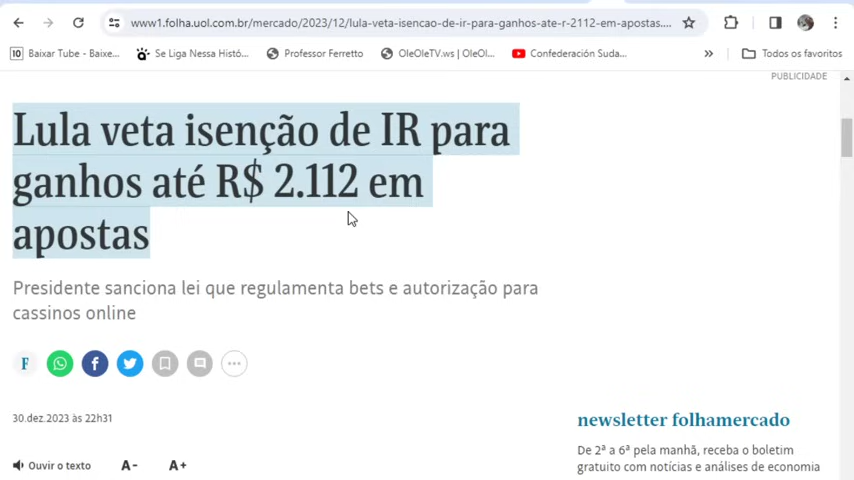 www1.folha.uol.com.br/mercado/2023/12/lula-veta-isencao-de-ir-para-ganhos-ate-r-2112-em-apostas....
10 Baixar Tube - Baixe...
Se Liga Nessa Histó...
Professor Ferretto
OleOleTV.ws | OleOl...
Confederación Suda...
»
Todos os favoritos
PUBLICIDADE
Lula veta isenção de IR para
ganhos até R$ 2.112 em
apostas
Presidente sanciona lei que regulamenta bets e autorização para
cassinos online
F
30.dez.2023 às 22h31
Ouvir o texto
A-
A+
newsletter folhamercado
De 2ª a 6ª pela manhã, receba o boletim
gratuito com notícias e análises de economia